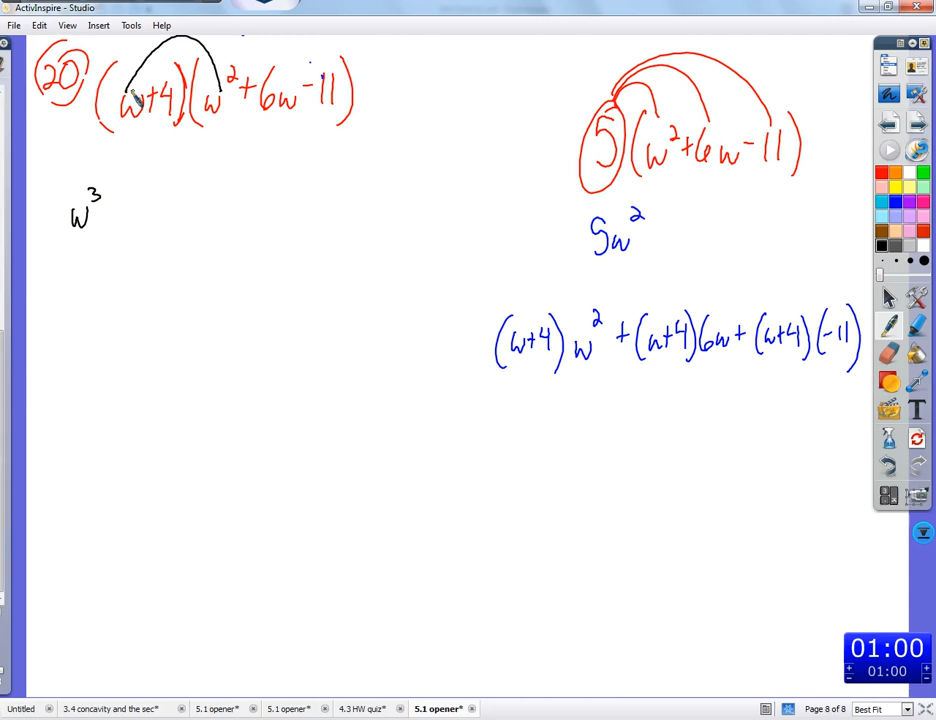 ActivInspire - Studio
File Edit View Insert Tools Help
20 (w+4)(w²+6w-11)
5(w²+6w-11)
w³
5w²
(w+4)w²+(w+4)6w+(w+4)(-11)
01:00
01:00
Untitled 3.4 concavity and the sec* 5.1 opener* 5.1 opener* 4.3 HW quiz* 5.1 opener* Page 8 of 8 Best Fit